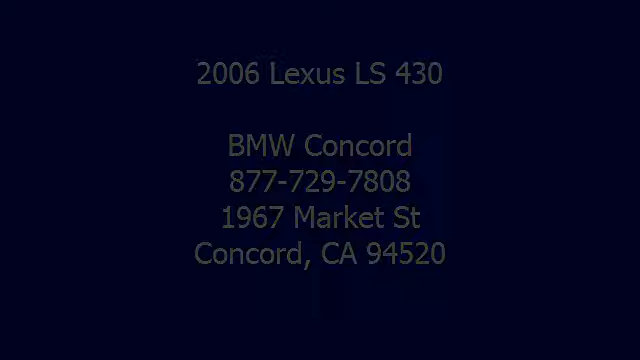 2006 Lexus LS 430
BMW Concord
877-729-7808
1967 Market St
Concord, CA 94520